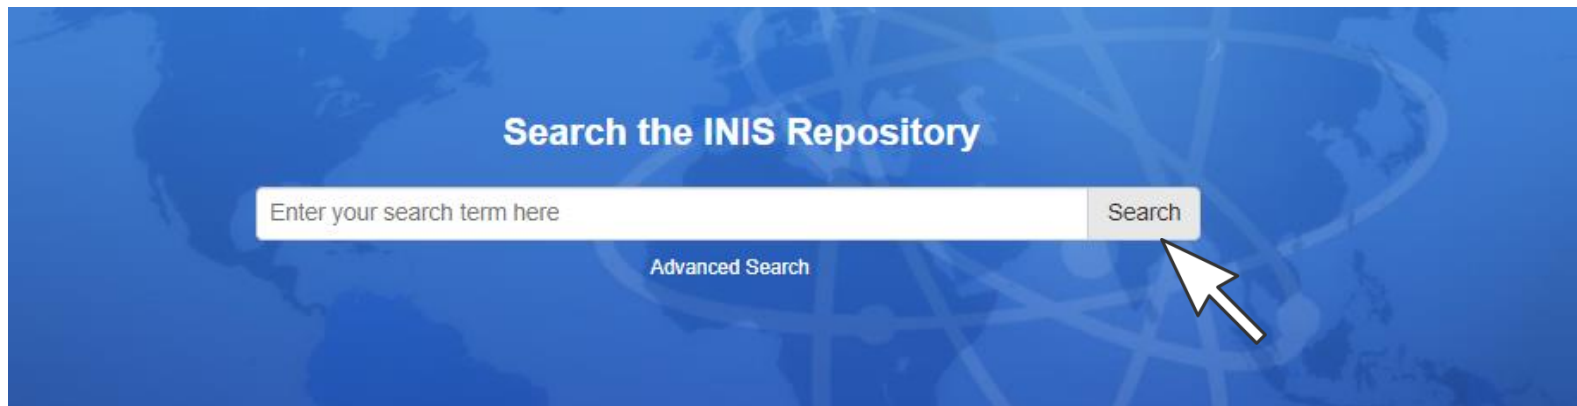 Search the INIS Repository
Enter your search term here Search
Advanced Search